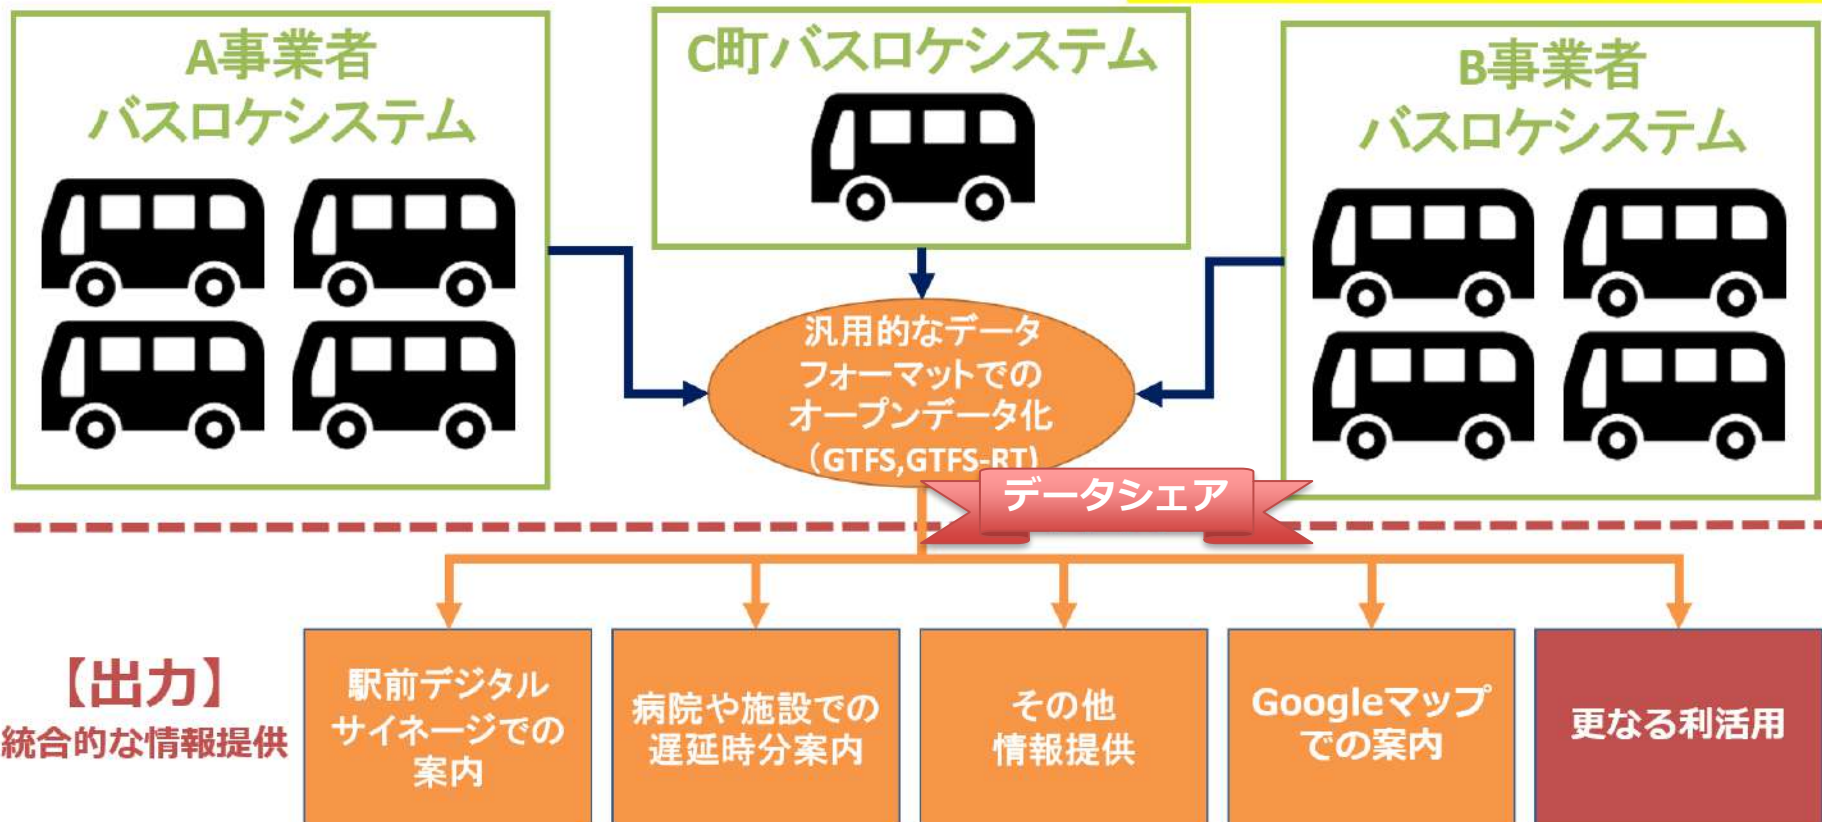 A事業者
バスロケシステム
C町バスロケシステム
B事業者
バスロケシステム
汎用的なデータ
フォーマットでの
オープンデータ化
（GTFS,GTFS-RT)
データシェア
【出力】
統合的な情報提供
駅前デジタル
サイネージでの
案内
病院や施設での
遅延時分案内
その他
情報提供
Googleマップ
での案内
更なる利活用